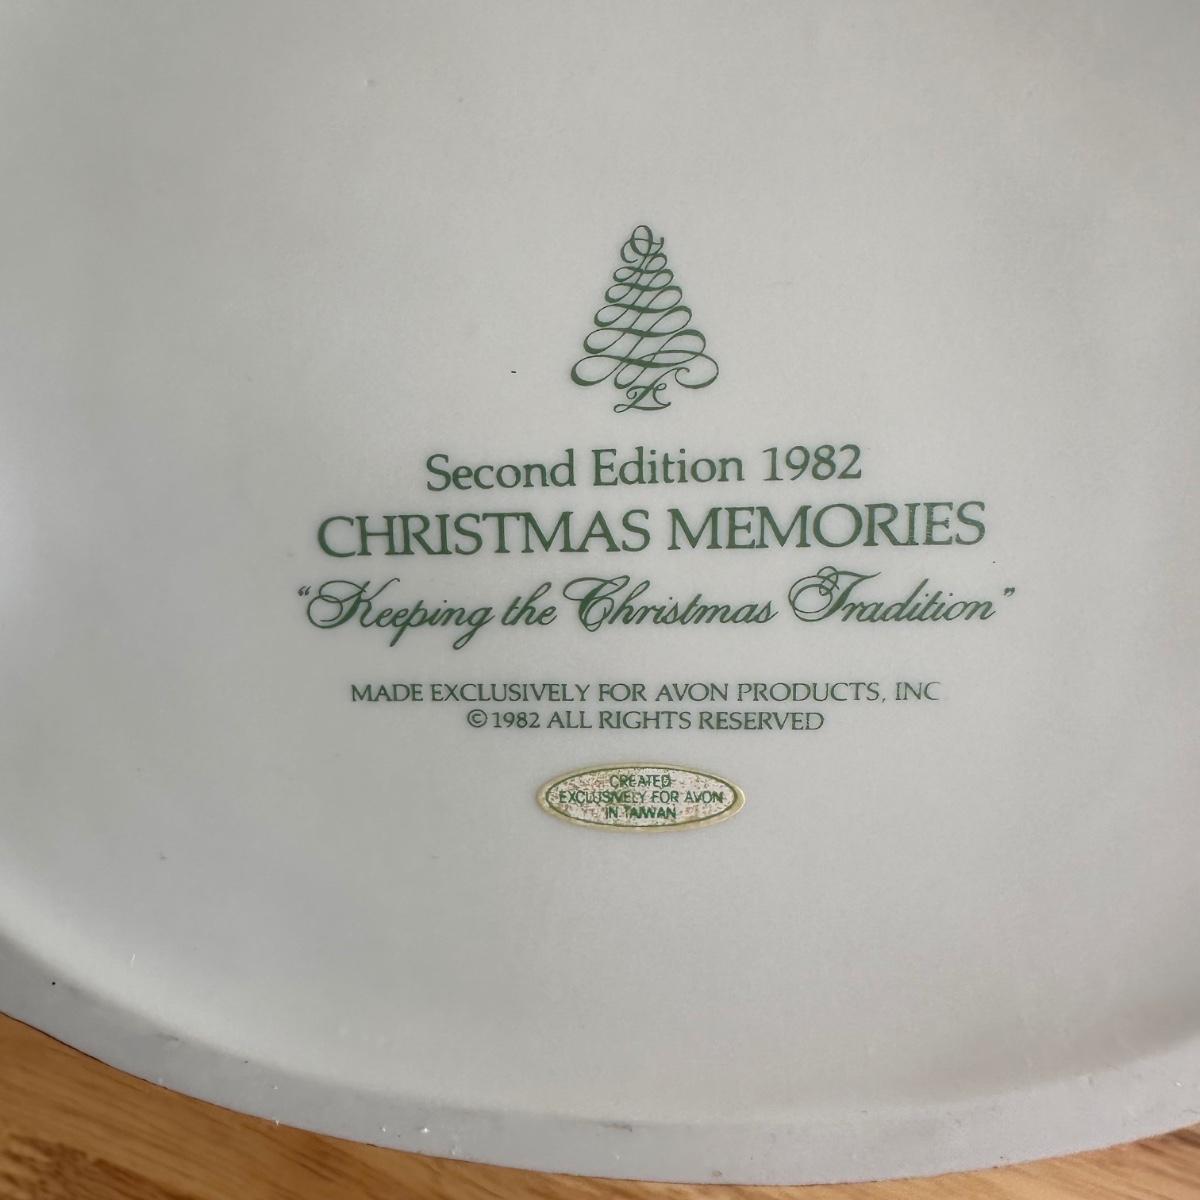 Second Edition 1982
CHRISTMAS MEMORIES
“Keeping the Christmas Tradition”
MADE EXCLUSIVELY FOR AVON PRODUCTS, INC
© 1982 ALL RIGHTS RESERVED
CREATED
EXCLUSIVELY FOR AVON
IN TAIWAN